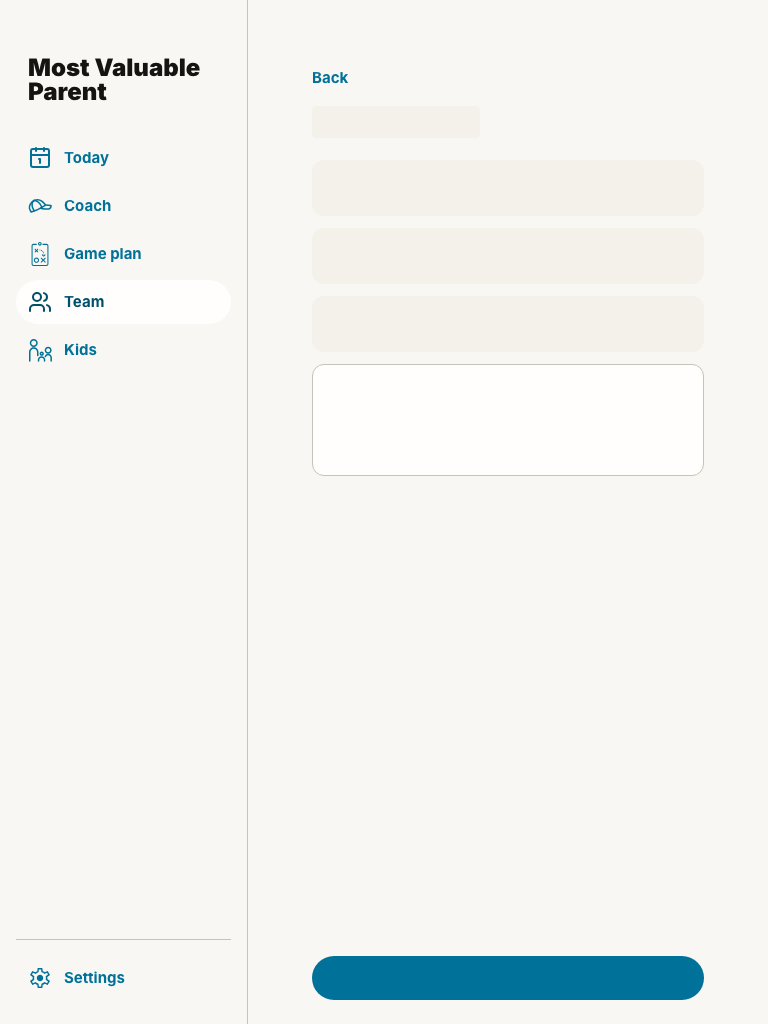 Most Valuable
Parent
Today
Coach
Game plan
Team
Kids
Settings
Back